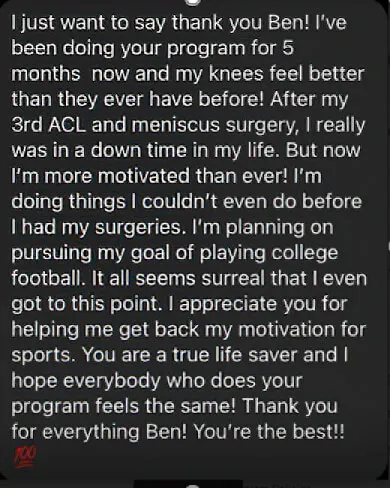 I just want to say thank you Ben! I've
been doing your program for 5
months  now and my knees feel better
than they ever have before! After my
3rd ACL and meniscus surgery, I really
was in a down time in my life. But now
I'm more motivated than ever! I'm
doing things I couldn't even do before
I had my surgeries. I'm planning on
pursuing my goal of playing college
football. It all seems surreal that I even
got to this point. I appreciate you for
helping me get back my motivation for
sports. You are a true life saver and I
hope everybody who does your
program feels the same! Thank you
for everything Ben! You're the best!!
💯